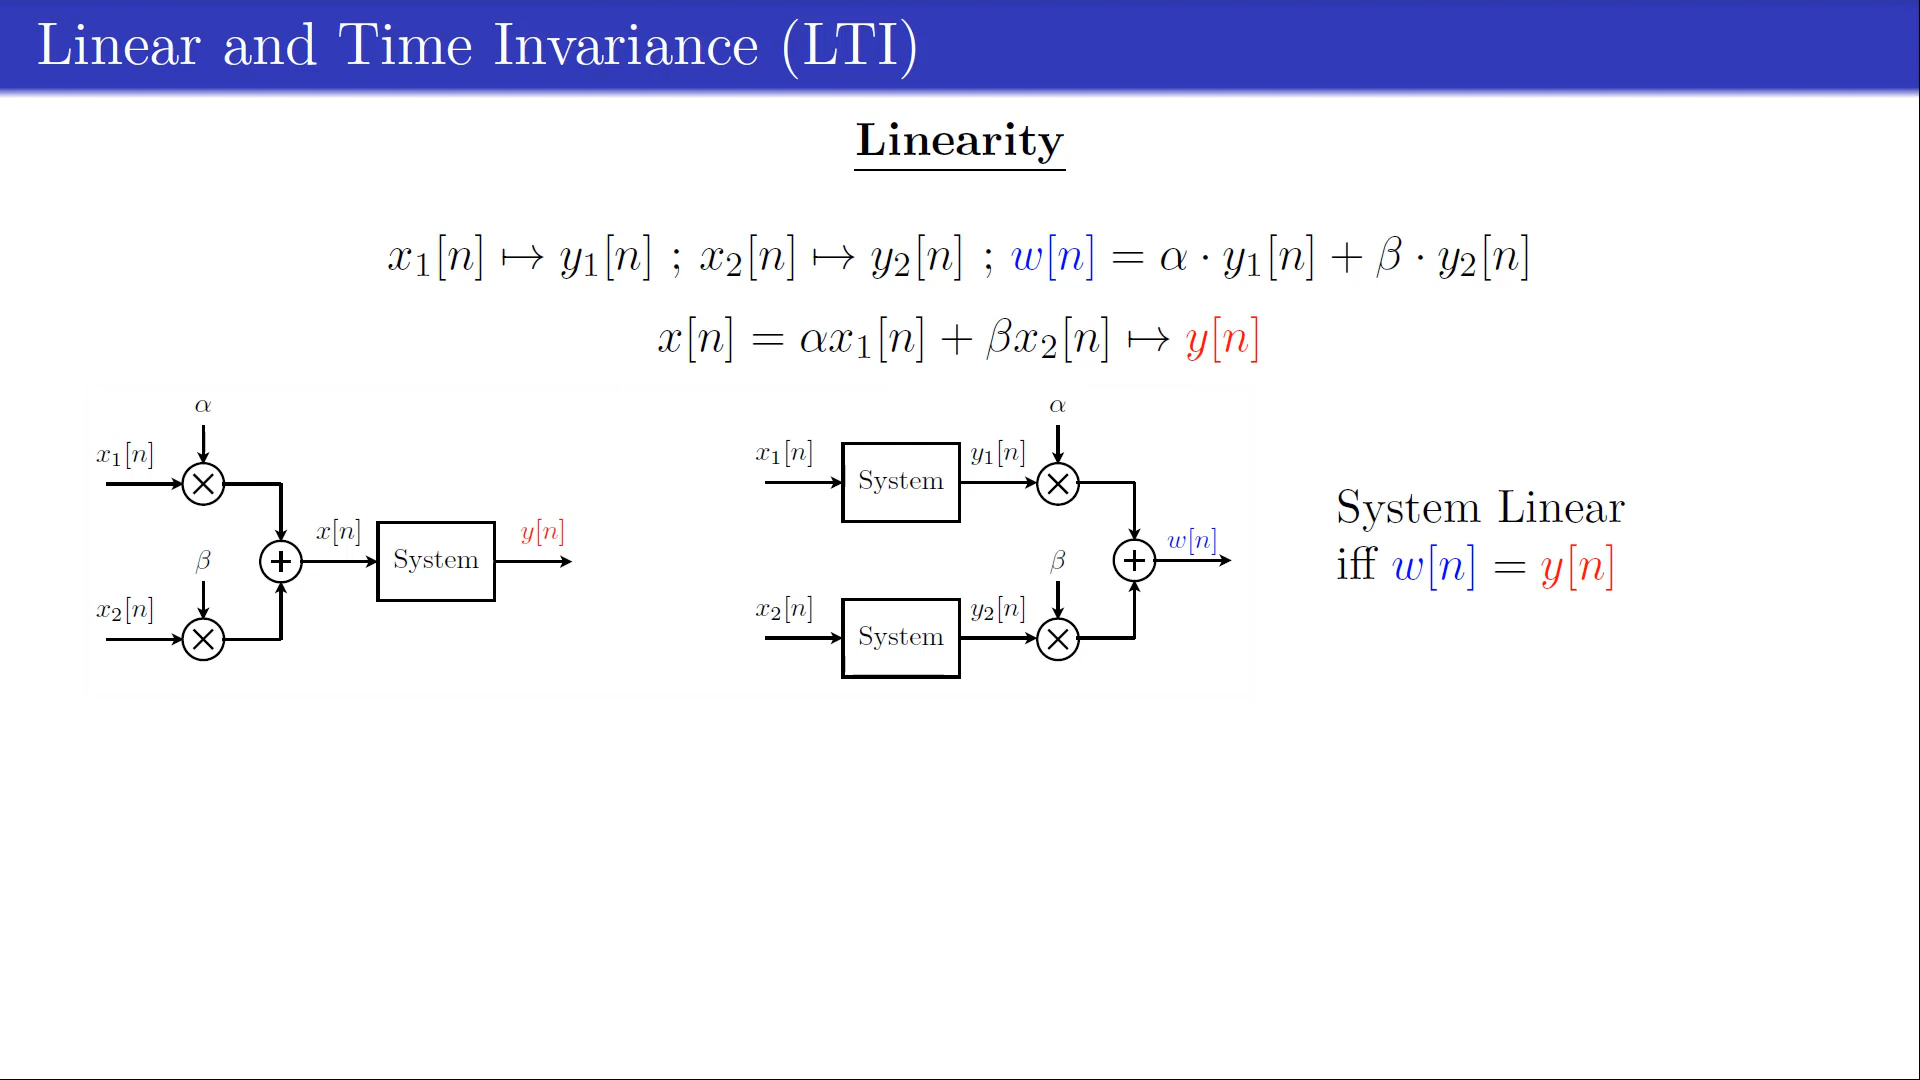 Linear and Time Invariance (LTI)
Linearity
x₁[n] ↦ y₁[n] ; x₂[n] ↦ y₂[n] ; w[n] = α · y₁[n] + β · y₂[n]
x[n] = αx₁[n] + βx₂[n] ↦ y[n]
α
x₁[n]
x[n]
System
y[n]
β
x₂[n]
α
x₁[n]
System
y₁[n]
w[n]
β
x₂[n]
System
y₂[n]
System Linear
iff w[n] = y[n]